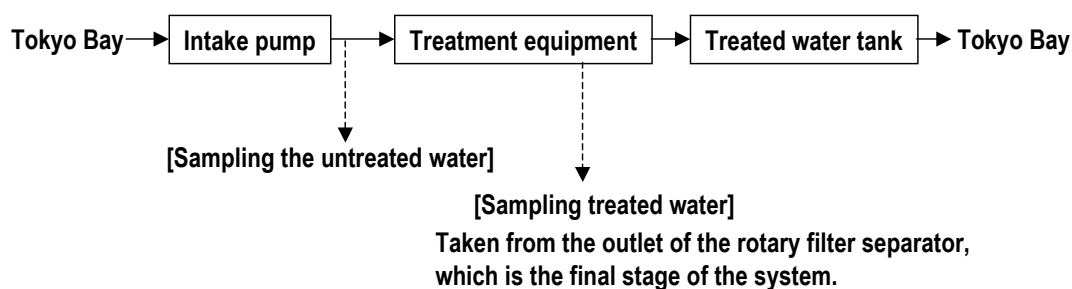 Tokyo Bay Intake pump Treatment equipment Treated water tank Tokyo Bay
[Sampling the untreated water]
[Sampling treated water]
Taken from the outlet of the rotary filter separator,
which is the final stage of the system.